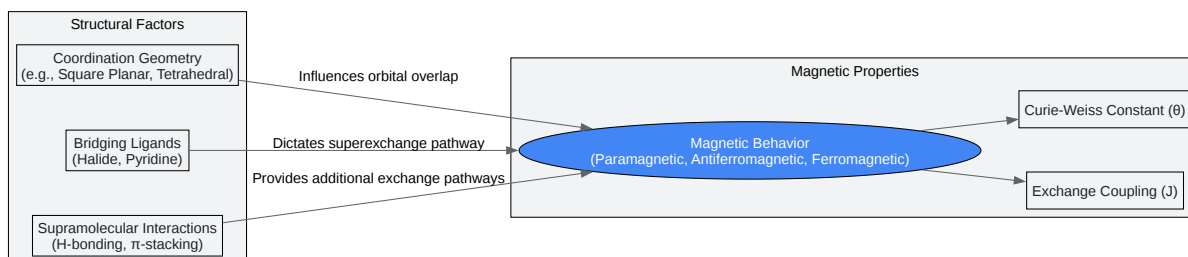 Structural Factors
Coordination Geometry
(e.g., Square Planar, Tetrahedral)
Bridging Ligands
(Halide, Pyridine)
Supramolecular Interactions
(H-bonding, π-stacking)
Influences orbital overlap
Dictates superexchange pathway
Provides additional exchange pathways
Magnetic Properties
Magnetic Behavior
(Paramagnetic, Antiferromagnetic, Ferromagnetic)
Curie-Weiss Constant (θ)
Exchange Coupling (J)